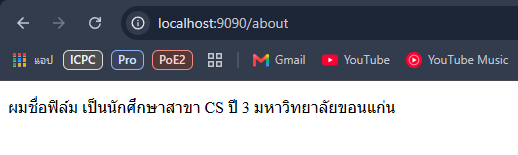 localhost:9090/about
แอป ICPC Pro PoE2 Gmail YouTube YouTube Music
ผมชื่อฟิล์ม เป็นนักศึกษาสาขา CS ปี 3 มหาวิทยาลัยขอนแก่น